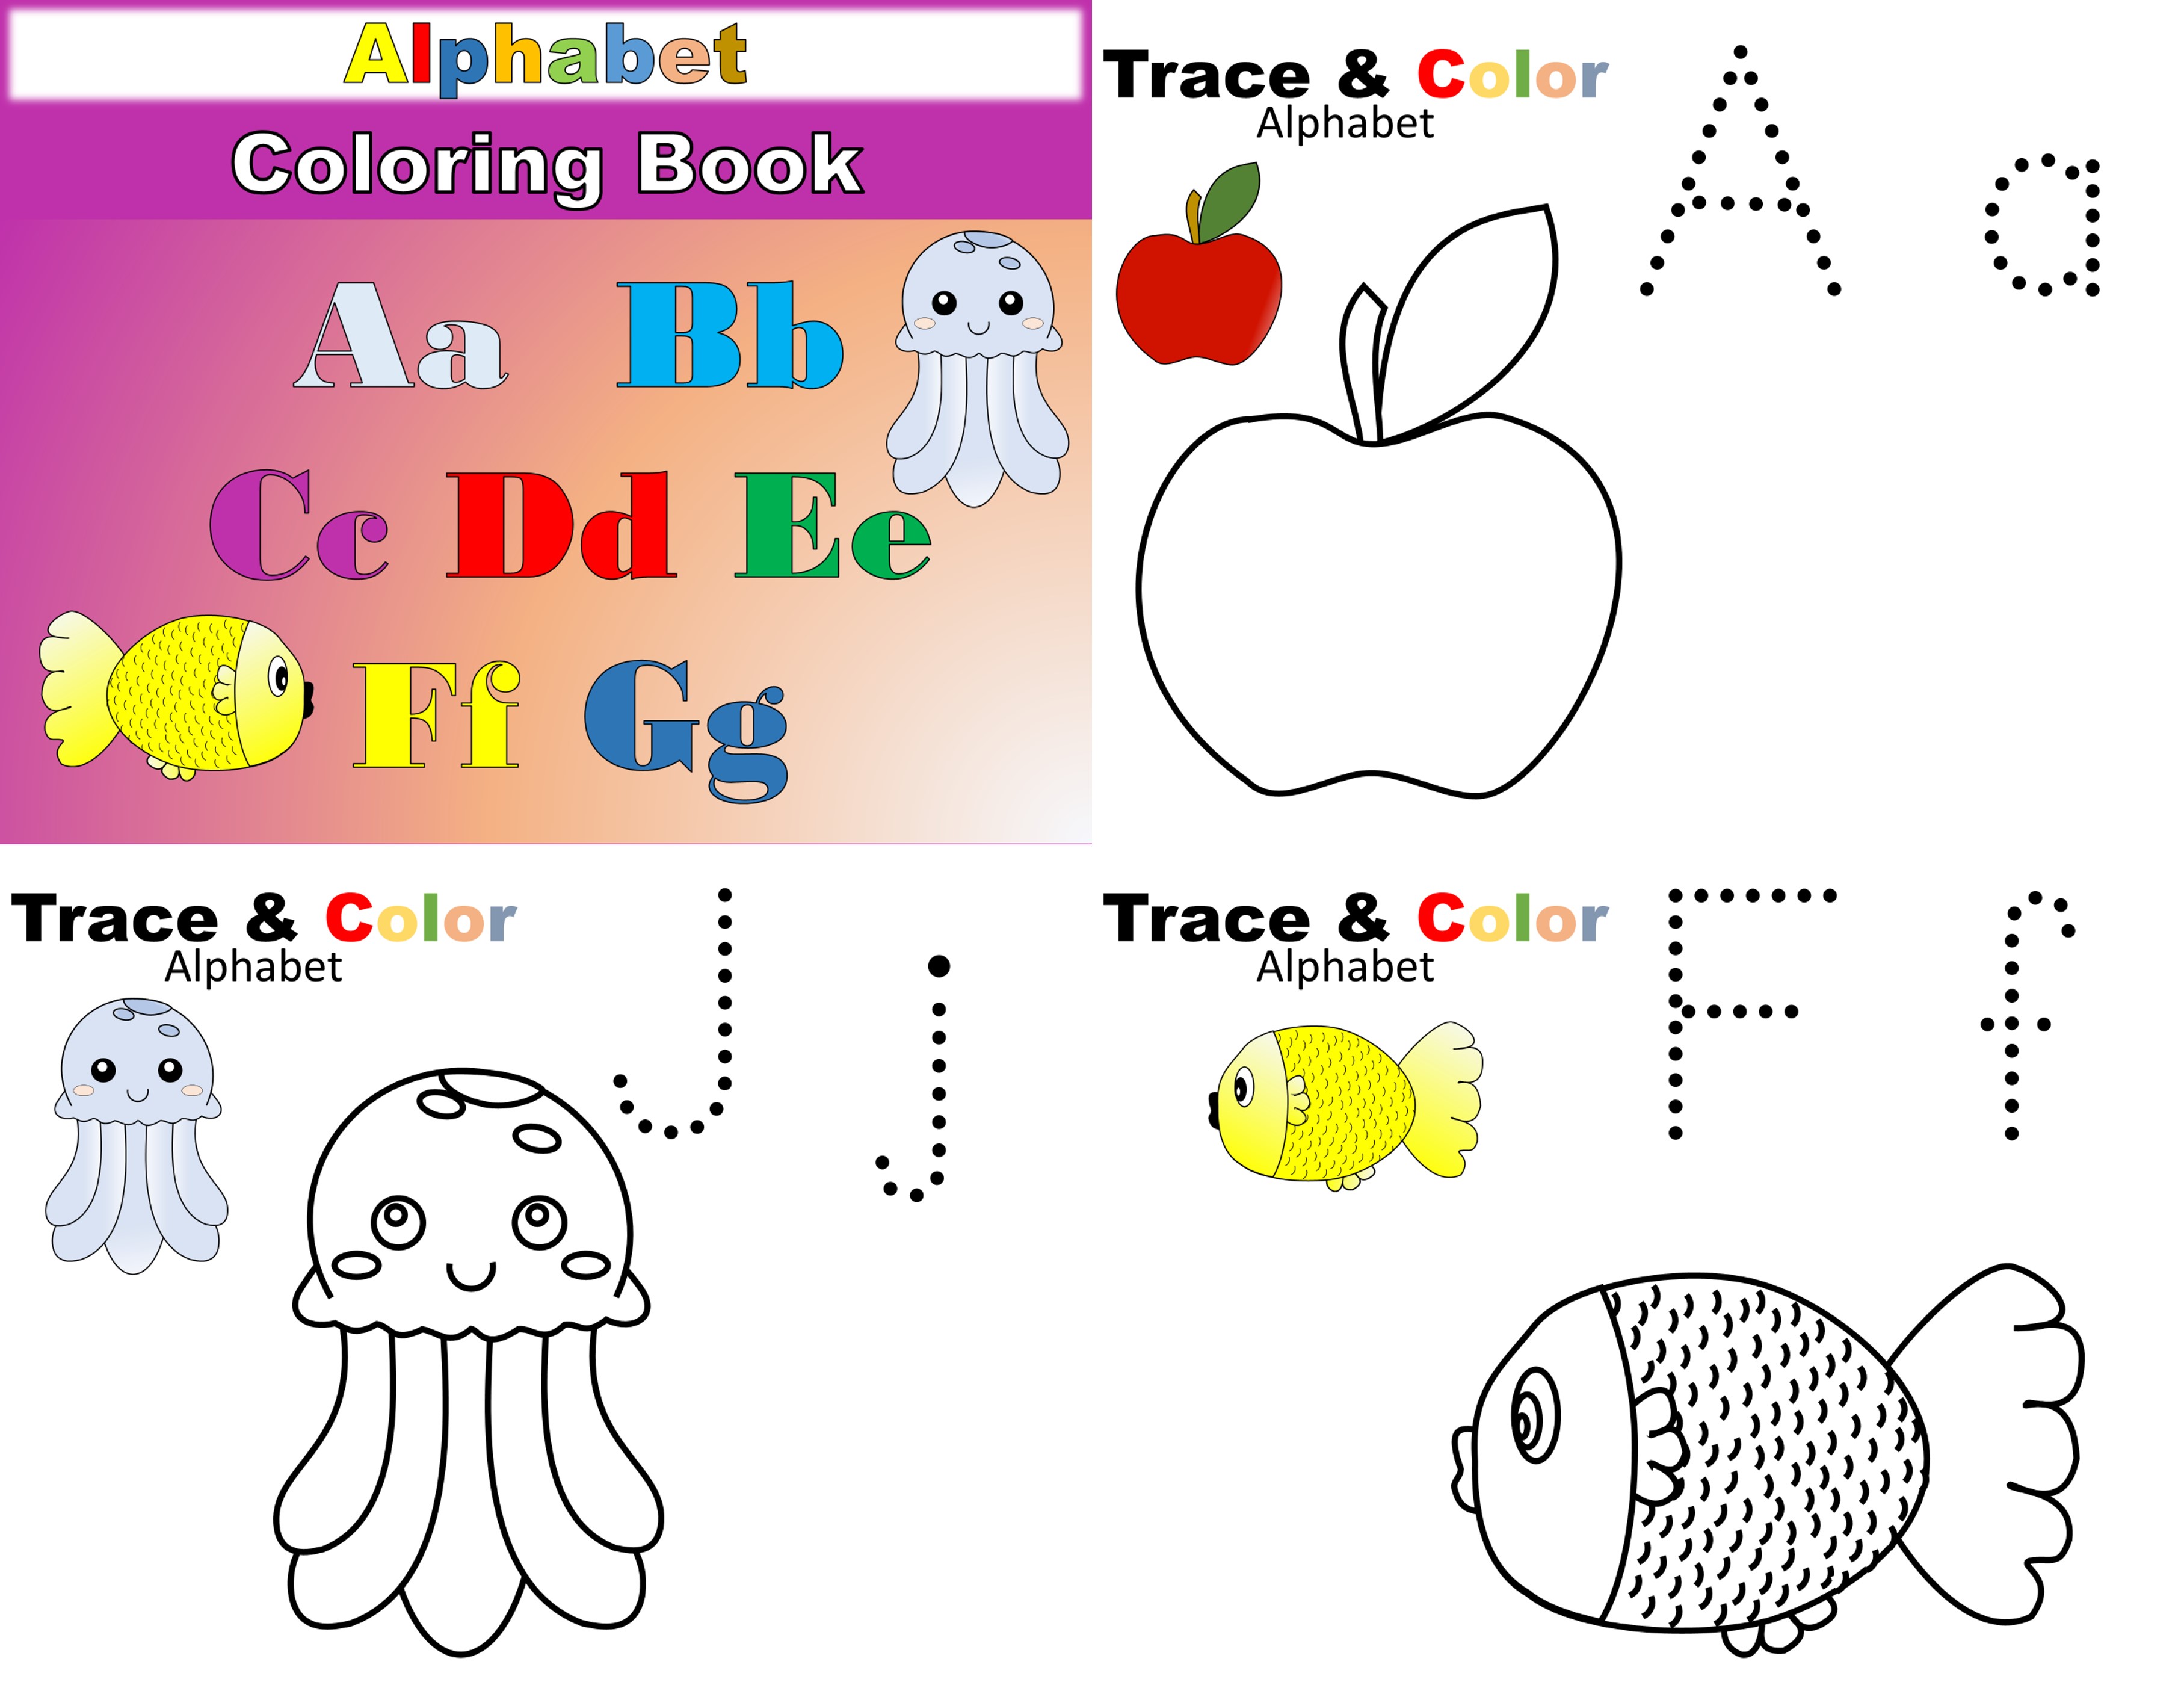 Alphabet
Coloring Book
Aa Bb
Cc Dd Ee
Ff Gg
Trace & Color
Alphabet
A a
Trace & Color
Alphabet
J j
Trace & Color
Alphabet
F f